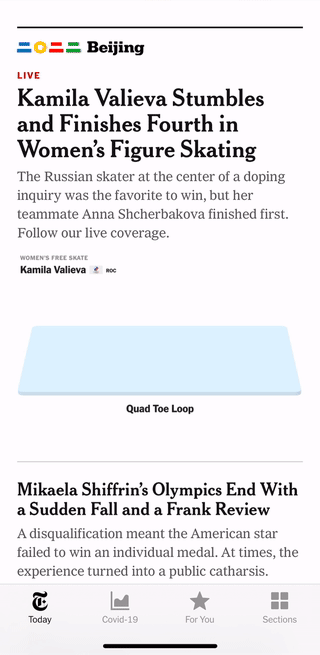 Beijing
LIVE
Kamila Valieva Stumbles
and Finishes Fourth in
Women's Figure Skating
The Russian skater at the center of a doping
inquiry was the favorite to win, but her
teammate Anna Shcherbakova finished first.
Follow our live coverage.
WOMEN'S FREE SKATE
Kamila Valieva ROC
Quad Toe Loop
Mikaela Shiffrin's Olympics End With
a Sudden Fall and a Frank Review
A disqualification meant the American star
failed to win an individual medal. At times, the
experience turned into a public catharsis.
Today Covid-19 For You Sections